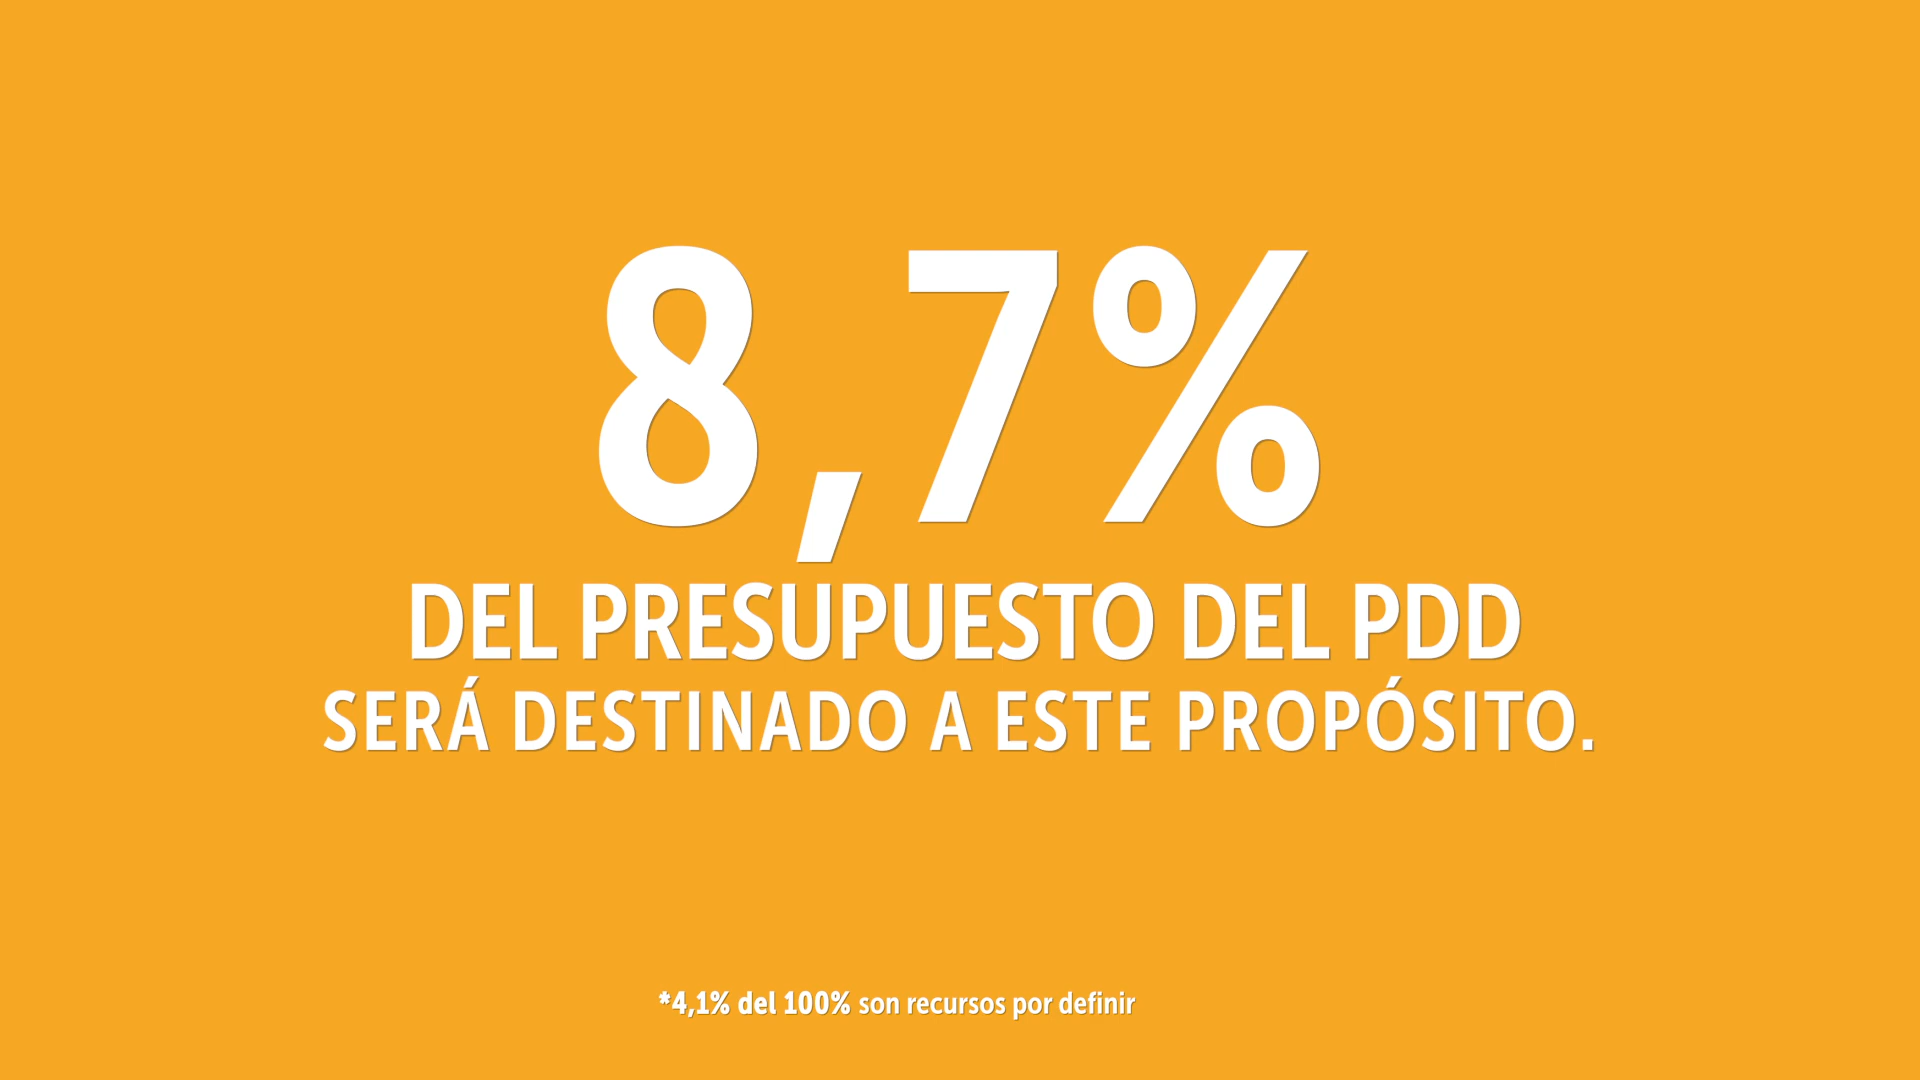 8,7%
DEL PRESUPUESTO DEL PDD
SERÁ DESTINADO A ESTE PROPÓSITO.
*4,1% del 100% son recursos por definir